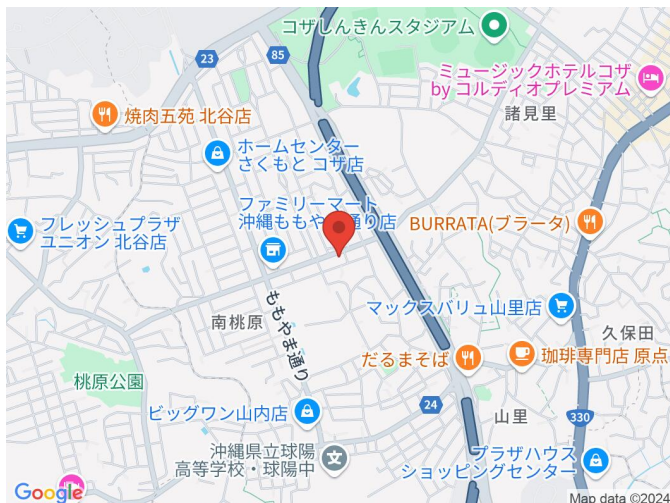 コザしんきんスタジアム
23
85
ミュージックホテルコザ
by コルディオプレミアム
諸見里
焼肉五苑 北谷店
ホームセンター
さくもと コザ店
ファミリーマート
沖縄ももやま通り店
BURRATA(ブラータ)
フレッシュプラザ
ユニオン 北谷店
マックスバリュ山里店
南桃原
ももやま通り
久保田
だるまそば
珈琲専門店 原点
桃原公園
ビッグワン山内店
24
山里
330
沖縄県立球陽
高等学校・球陽中
プラザハウス
ショッピングセンター
Google
Map data ©2024